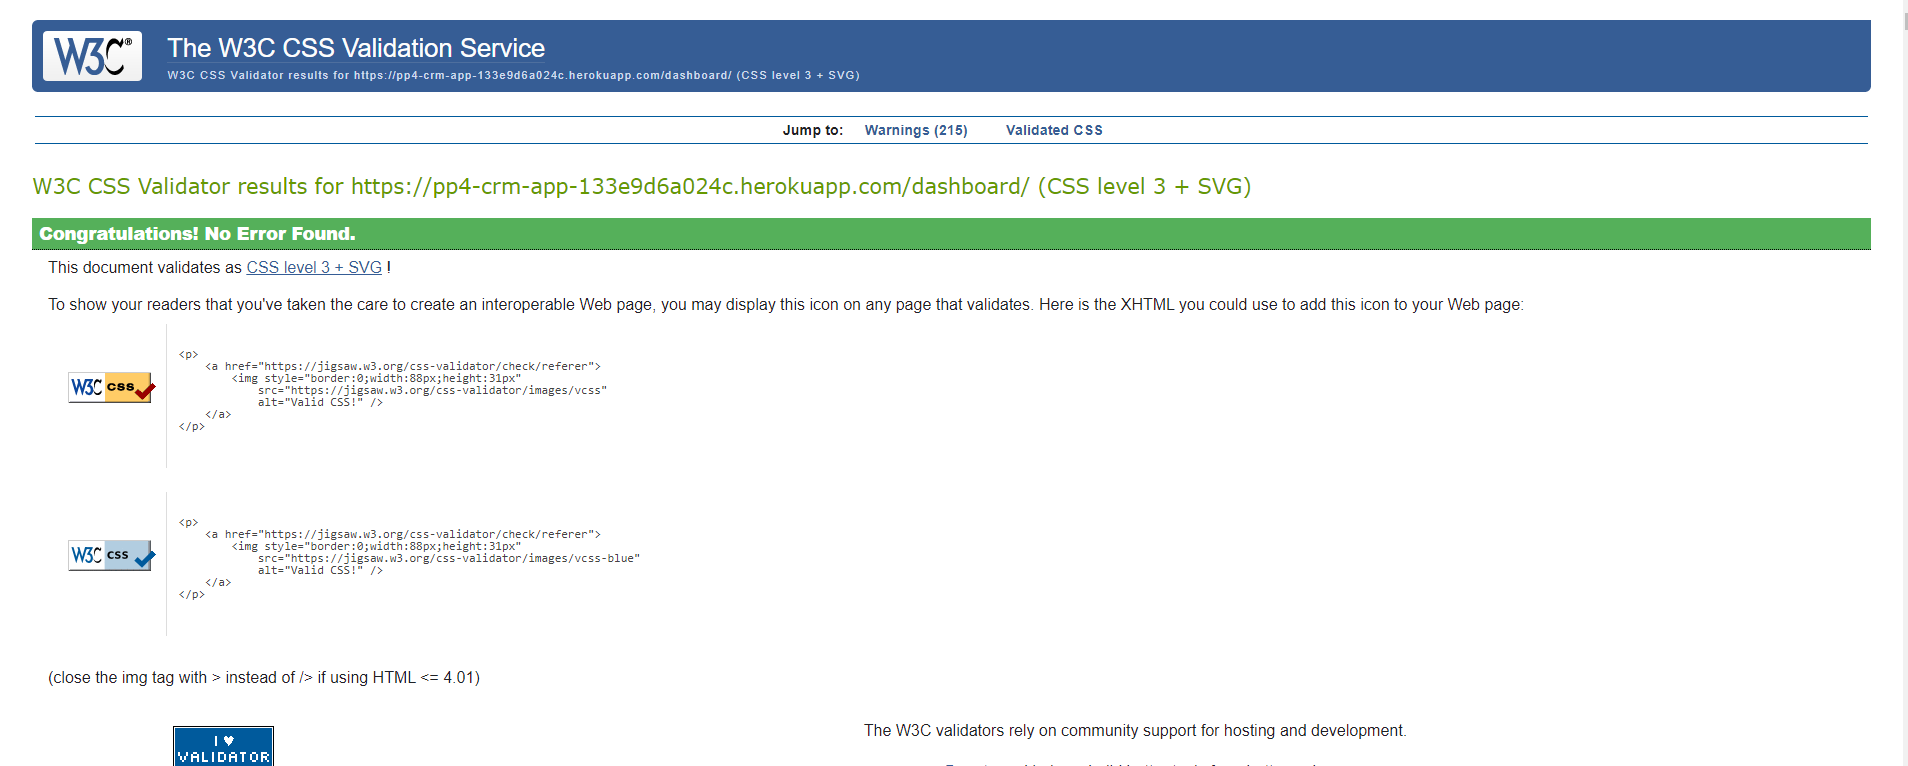 W3C®
The W3C CSS Validation Service
W3C CSS Validator results for https://pp4-crm-app-133e9d6a024c.herokuapp.com/dashboard/ (CSS level 3 + SVG)
Jump to: Warnings (215) Validated CSS
W3C CSS Validator results for https://pp4-crm-app-133e9d6a024c.herokuapp.com/dashboard/ (CSS level 3 + SVG)
Congratulations! No Error Found.
This document validates as CSS level 3 + SVG !
To show your readers that you've taken the care to create an interoperable Web page, you may display this icon on any page that validates. Here is the XHTML you could use to add this icon to your Web page:
W3C css
<p>
<a href="https://jigsaw.w3.org/css-validator/check/referer">
<img style="border:0;width:88px;height:31px"
src="https://jigsaw.w3.org/css-validator/images/vcss"
alt="Valid CSS!" />
</a>
</p>
W3C css
<p>
<a href="https://jigsaw.w3.org/css-validator/check/referer">
<img style="border:0;width:88px;height:31px"
src="https://jigsaw.w3.org/css-validator/images/vcss-blue"
alt="Valid CSS!" />
</a>
</p>
(close the img tag with > instead of /> if using HTML <= 4.01)
I ♥
VALIDATOR
The W3C validators rely on community support for hosting and development.